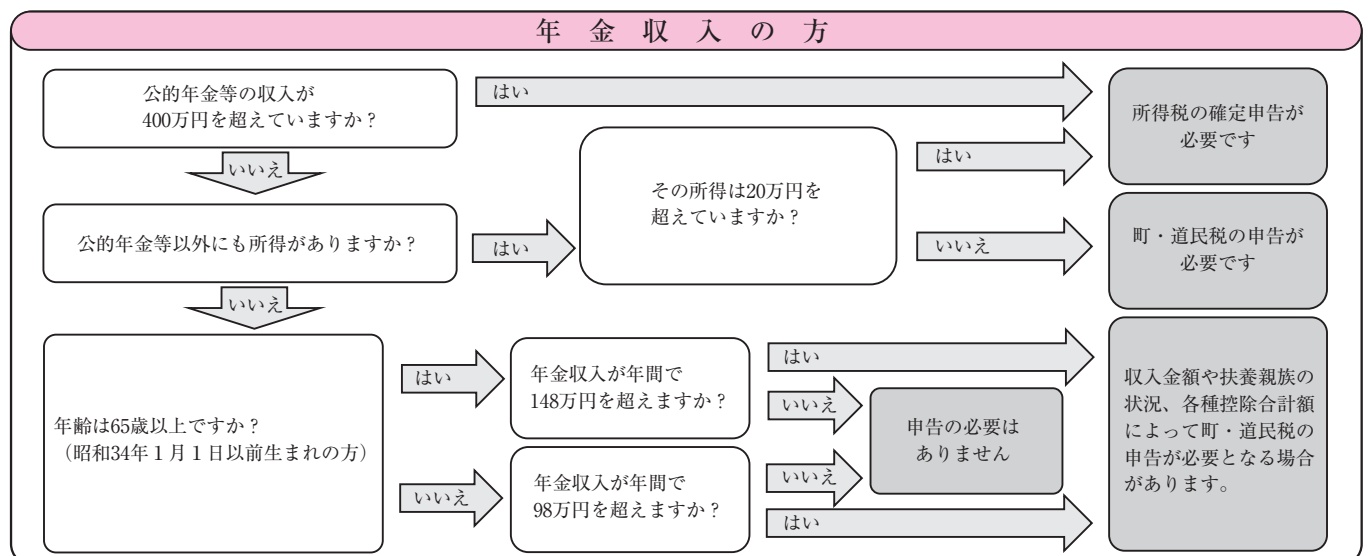 年金収入の方
公的年金等の収入が
400万円を超えていますか？
はい
所得税の確定申告が
必要です
いいえ
その所得は20万円を
超えていますか？
はい
公的年金等以外にも所得がありますか？
はい
いいえ
町・道民税の申告が
必要です
いいえ
年齢は65歳以上ですか？
（昭和34年１月１日以前生まれの方）
はい
年金収入が年間で
148万円を超えますか？
はい
いいえ
申告の必要は
ありません
収入金額や扶養親族の
状況、各種控除合計額
によって町・道民税の
申告が必要となる場合
があります。
いいえ
年金収入が年間で
98万円を超えますか？
いいえ
はい